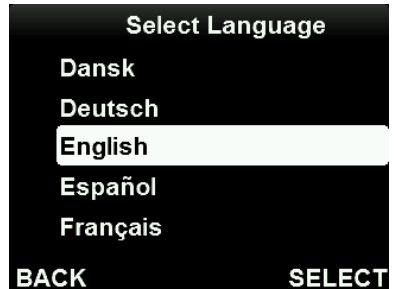 Select Language
Dansk
Deutsch
English
Español
Français
BACK SELECT